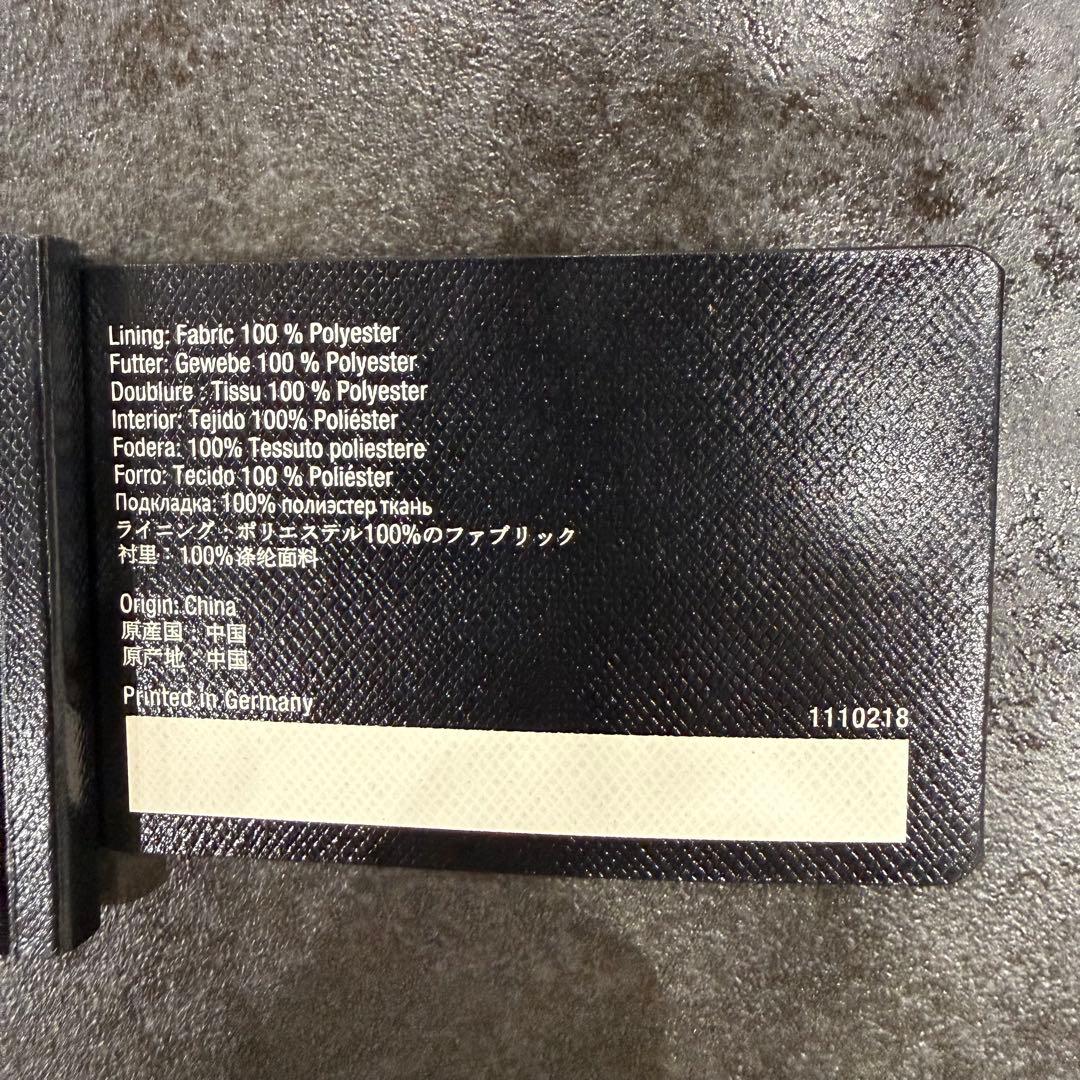 Lining: Fabric 100 % Polyester
Futter: Gewebe 100 % Polyester
Doublure : Tissu 100 % Polyester
Interior: Tejido 100% Poliéster
Fodera: 100% Tessuto poliestere
Forro: Tecido 100 % Poliéster
Подкладка: 100% полиэстер ткань
ライニング：ポリエステル100%のファブリック
衬里：100%涤纶面料
Origin: China
原産国：中国
原产地：中国
Printed in Germany
1110218